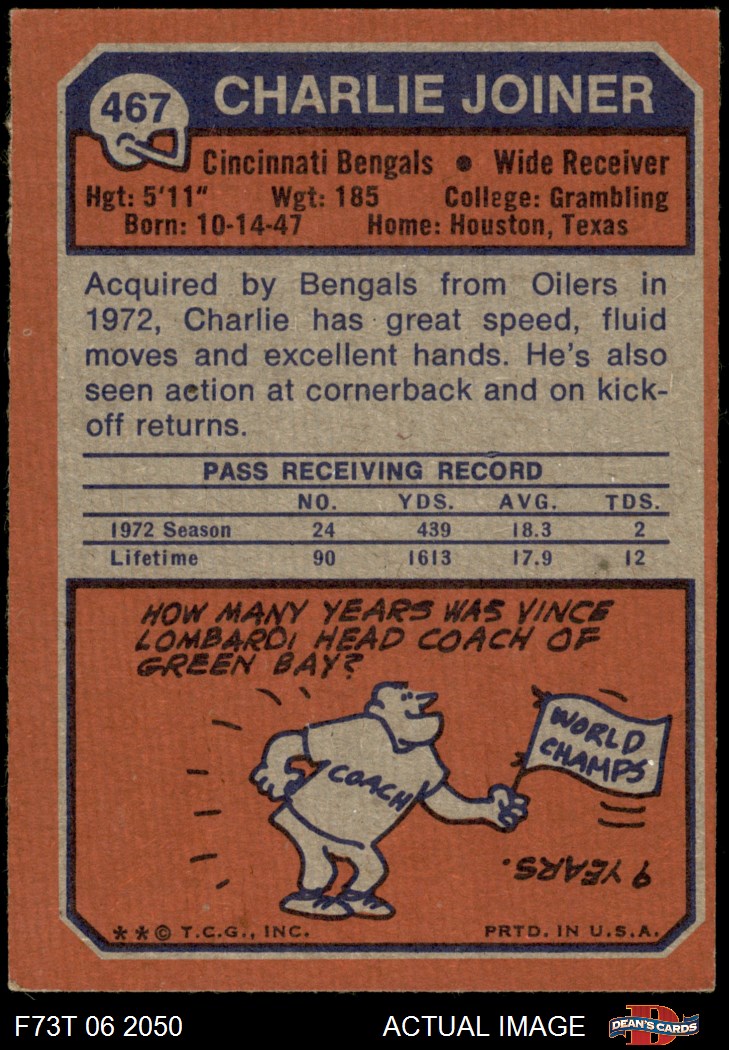 467
CHARLIE JOINER
Cincinnati Bengals ● Wide Receiver
Hgt: 5'11" Wgt: 185 College: Grambling
Born: 10-14-47 Home: Houston, Texas
Acquired by Bengals from Oilers in
1972, Charlie has great speed, fluid
moves and excellent hands. He's also
seen action at cornerback and on kick-
off returns.
PASS RECEIVING RECORD
NO. YDS. AVG. TDS.
1972 Season 24 439 18.3 2
Lifetime 90 1613 17.9 12
HOW MANY YEARS WAS VINCE
LOMBARDI HEAD COACH OF
GREEN BAY?
WORLD
CHAMPS
COACH
9 YEARS.
**© T.C.G., INC. PRTD. IN U.S.A.
F73T 06 2050 ACTUAL IMAGE D DEAN'S CARDS